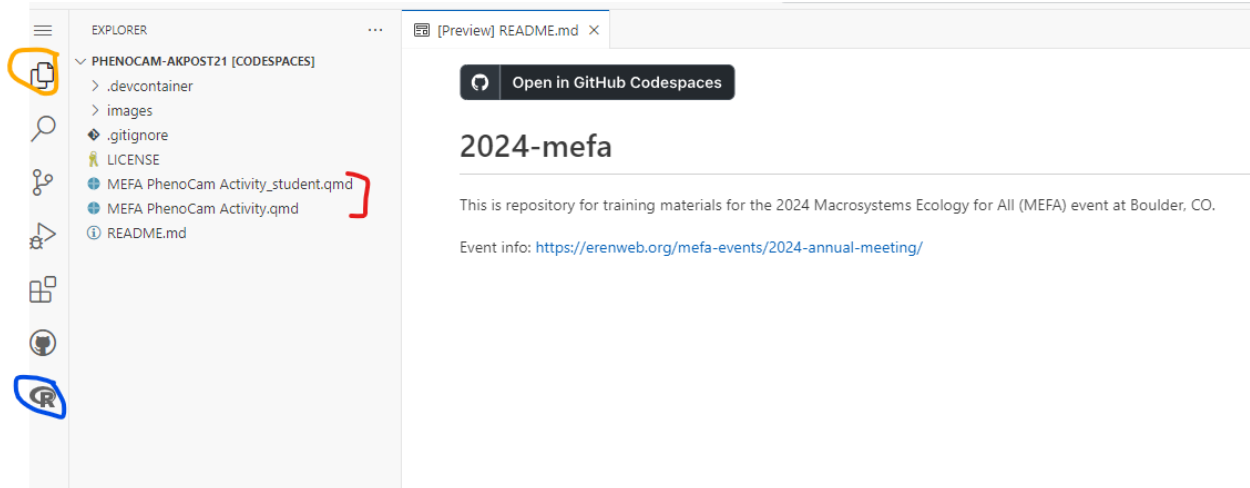 EXPLORER
PHENOCAM-AKPOST21 [CODESPACES]
.devcontainer
images
.gitignore
LICENSE
MEFA PhenoCam Activity_student.qmd
MEFA PhenoCam Activity.qmd
README.md
[Preview] README.md
Open in GitHub Codespaces
2024-mefa
This is repository for training materials for the 2024 Macrosystems Ecology for All (MEFA) event at Boulder, CO.
Event info: https://erenweb.org/mefa-events/2024-annual-meeting/
R